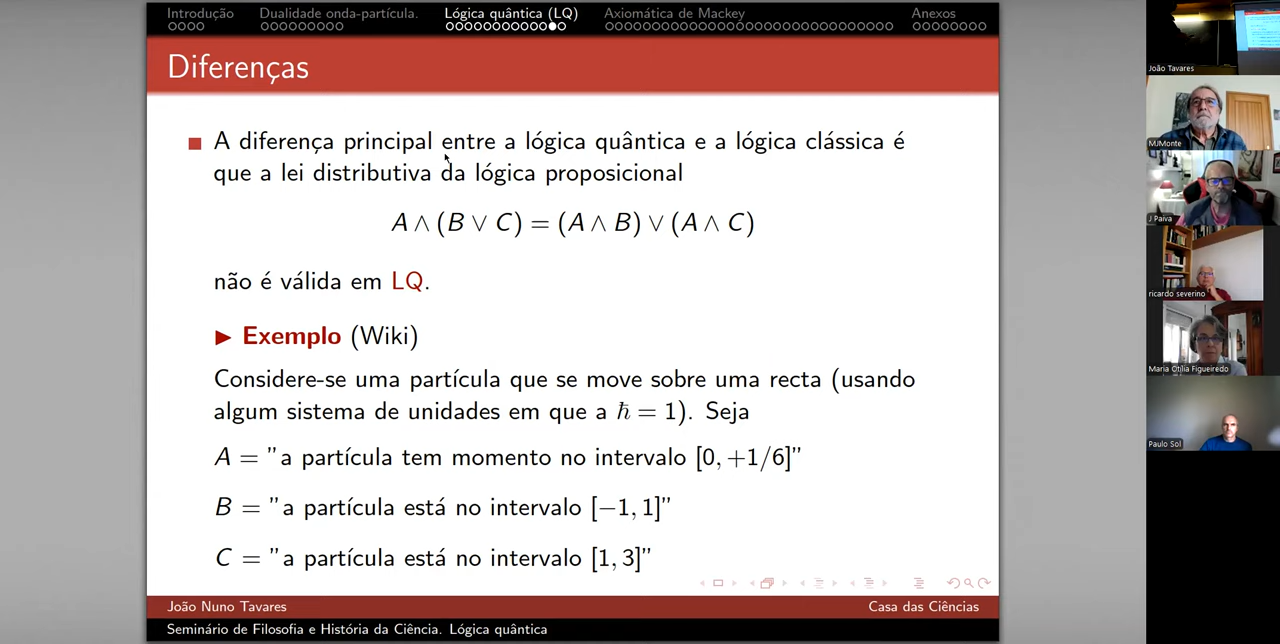 Introdução Dualidade onda-partícula. Lógica quântica (LQ) Axiomática de Mackey Anexos
Diferenças
A diferença principal entre a lógica quântica e a lógica clássica é
que a lei distributiva da lógica proposicional
A ∧ (B ∨ C) = (A ∧ B) ∨ (A ∧ C)
não é válida em LQ.
Exemplo (Wiki)
Considere-se uma partícula que se move sobre uma recta (usando
algum sistema de unidades em que a ℏ = 1). Seja
A = ”a partícula tem momento no intervalo [0, +1/6]”
B = ”a partícula está no intervalo [−1, 1]”
C = ”a partícula está no intervalo [1, 3]”
João Nuno Tavares Casa das Ciências
Seminário de Filosofia e História da Ciência. Lógica quântica
João Tavares
MJMonte
J Paiva
ricardo severino
Maria Otília Figueiredo
Paulo Sol